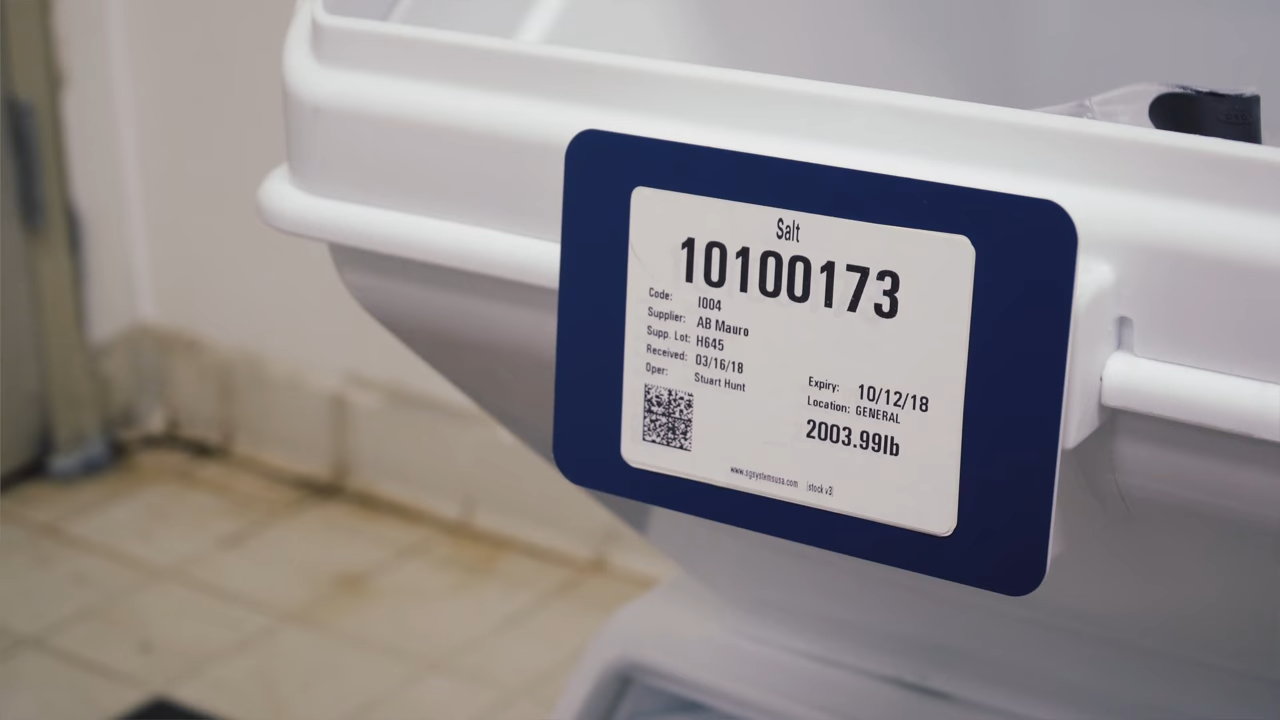 Salt
10100173
Code: I004
Supplier: AB Mauro
Supp. Lot: H645
Received: 03/16/18
Oper: Stuart Hunt
Expiry: 10/12/18
Location: GENERAL
2003.99lb
www.sgsystemsusa.com [stock v3]